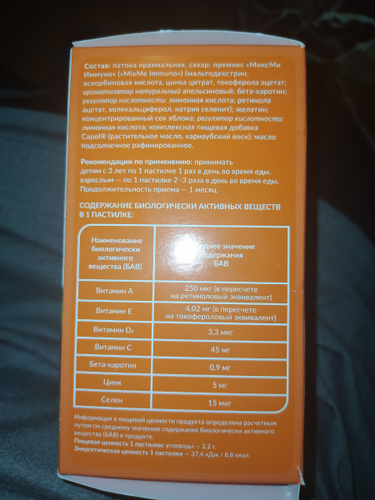 Состав: патока крахмальная, сахар; премикс «МиксМи
Иммуно» («MixMe Immuno») (мальтодекстрин,
аскорбиновая кислота, цинка цитрат, токоферола ацетат;
ароматизатор натуральный апельсиновый; бета-каротин;
регулятор кислотности: лимонная кислота; ретинола
ацетат, холекальциферол, натрия селенит); желатин;
концентрированный сок яблока; регулятор кислотности:
лимонная кислота; комплексная пищевая добавка
Capol® (растительное масло, карнаубский воск); масло
подсолнечное рафинированное.
Рекомендации по применению: принимать
детям с 3 лет по 1 пастилке 1 раз в день во время еды,
взрослым — по 1 пастилке 2–3 раза в день во время еды.
Продолжительность приема — 1 месяц.
СОДЕРЖАНИЕ БИОЛОГИЧЕСКИ АКТИВНЫХ ВЕЩЕСТВ
В 1 ПАСТИЛКЕ:
Наименование
биологически
активного
вещества (БАВ)
значение
содержания
БАВ
Витамин А
250 мкг (в пересчете
на ретиноловый эквивалент)
Витамин Е
4,02 мг (в пересчете
на токофероловый эквивалент)
Витамин D₃
3,3 мкг
Витамин С
45 мг
Бета-каротин
0,9 мг
Цинк
5 мг
Селен
15 мкг
Информация о пищевой ценности продукта определена расчетным
путем по среднему значению содержания биологически активного
вещества (БАВ) в продукте.
Пищевая ценность 1 пастилки: углеводы — 2,2 г.
Энергетическая ценность 1 пастилки — 37,4 кДж / 8,8 ккал.